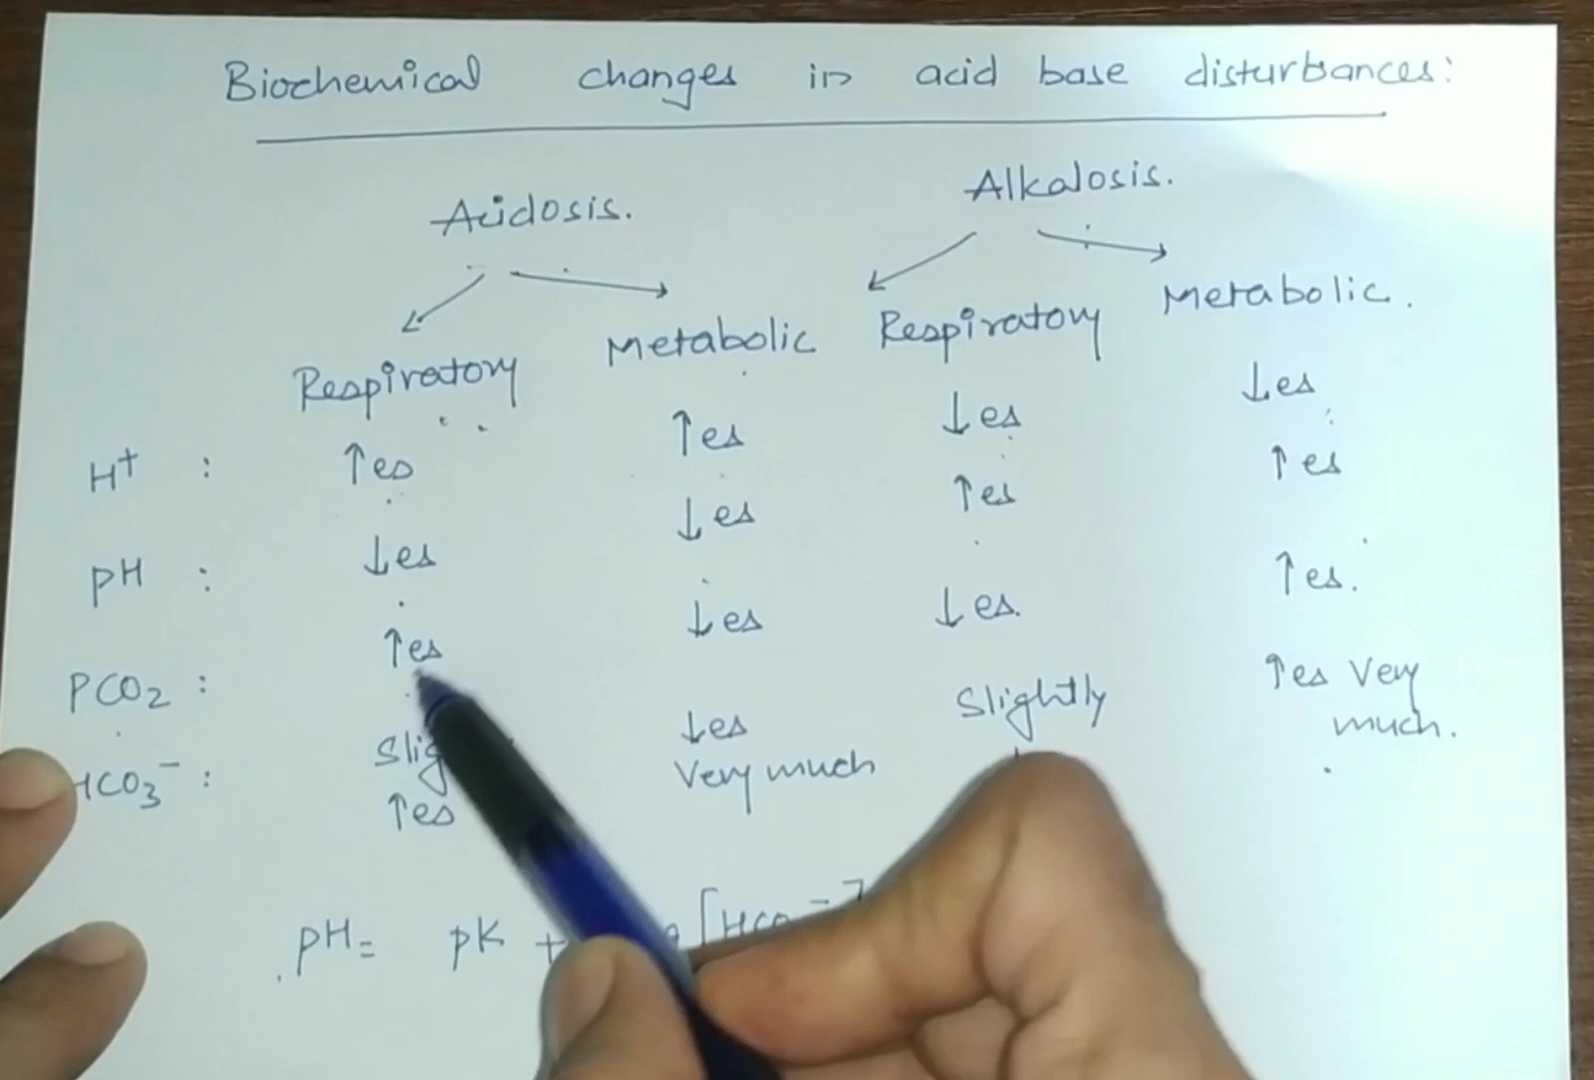 Biochemical changes in acid base disturbances:
Acidosis. Alkalosis.
Respiratory Metabolic Respiratory Metabolic.
H+ : ↑es ↑es ↓es ↓es
pH : ↓es ↓es ↑es ↑es
PCO2 : ↑es ↓es ↓es. ↑es.
HCO3- : ↓es Slightly ↑es Very
Very much much.
↑es
pH = pK + [HCO